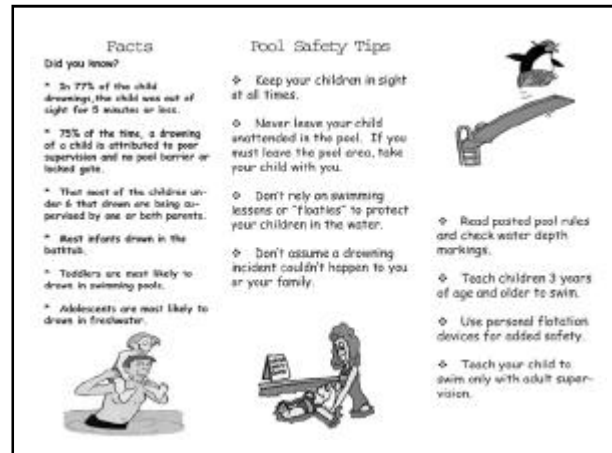 Facts
Did you know?
* In 77% of the child
drownings, the child was out of
sight for 5 minutes or less.
* 75% of the time, a drowning
of a child is attributed to poor
supervision and no pool barrier or
locked gate.
* That most of the children un-
der 6 that drown are being su-
pervised by one or both parents.
* Most infants drown in the
bathtub.
* Toddlers are most likely to
drown in swimming pools.
* Adolescents are most likely to
drown in freshwater.
Pool Safety Tips
❖ Keep your children in sight
at all times.
❖ Never leave your child
unattended in the pool. If you
must leave the pool area, take
your child with you.
❖ Don't rely on swimming
lessons or "floaties" to protect
your children in the water.
❖ Don't assume a drowning
incident couldn't happen to you
or your family.
❖ Read posted pool rules
and check water depth
markings.
❖ Teach children 3 years
of age and older to swim.
❖ Use personal flotation
devices for added safety.
❖ Teach your child to
swim only with adult super-
vision.